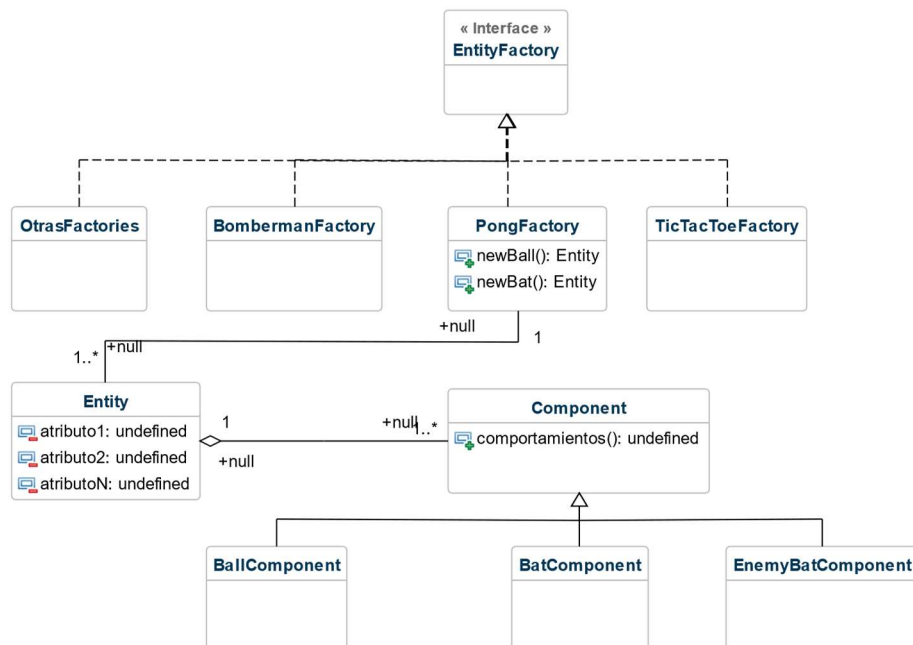 « Interface »
EntityFactory
OtrasFactories
BombermanFactory
PongFactory
newBall(): Entity
newBat(): Entity
TicTacToeFactory
+null
1
1..*
+null
Entity
atributo1: undefined
atributo2: undefined
atributoN: undefined
1
+null
+null
1..*
Component
comportamientos(): undefined
BallComponent
BatComponent
EnemyBatComponent